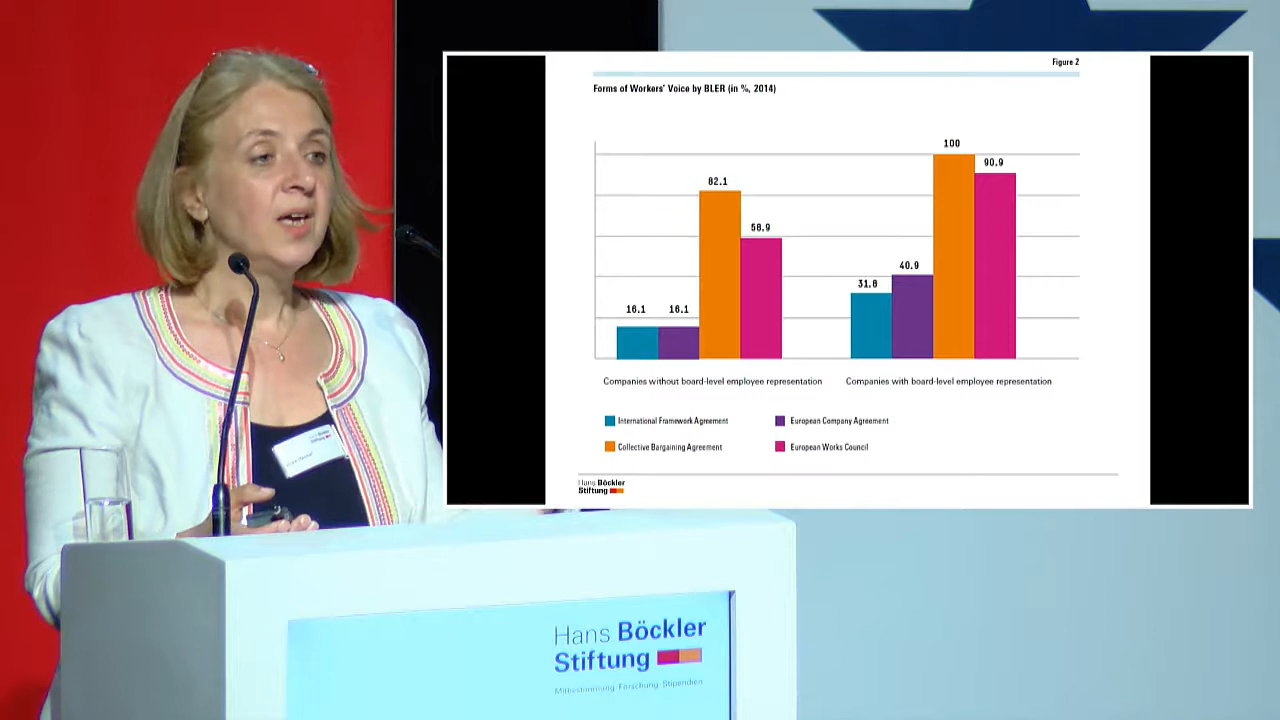 Figure 2
Forms of Workers' Voice by BLER (in %, 2014)
100
90.9
82.1
58.9
40.9
31.8
16.1
16.1
Companies without board-level employee representation
Companies with board-level employee representation
International Framework Agreement
European Company Agreement
Collective Bargaining Agreement
European Works Council
Hans Böckler
Stiftung
Hans Böckler
Stiftung
Mitbestimmung · Forschung · Stipendien